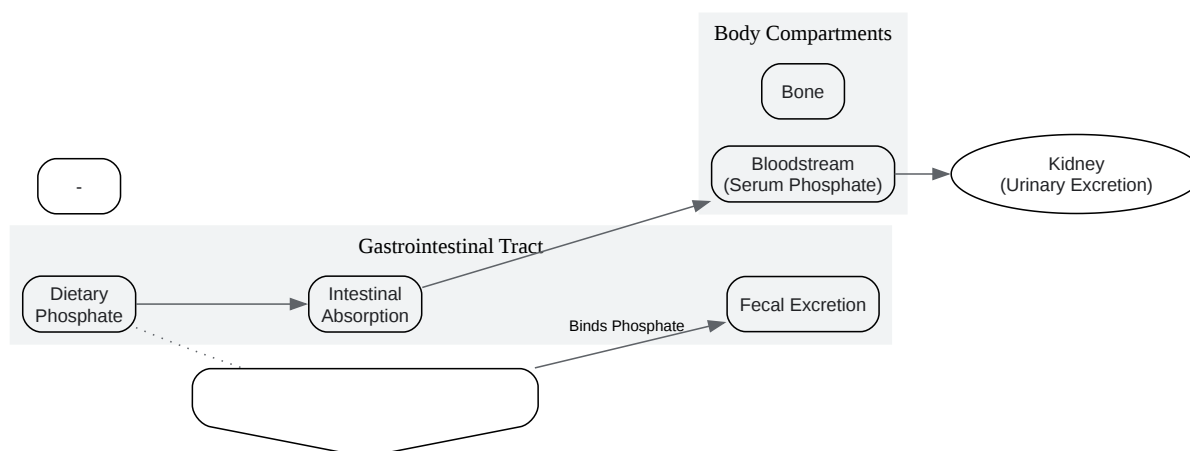 Body Compartments
Bone
Bloodstream
(Serum Phosphate)
Kidney
(Urinary Excretion)
-
Gastrointestinal Tract
Dietary
Phosphate
Intestinal
Absorption
Fecal Excretion
Binds Phosphate